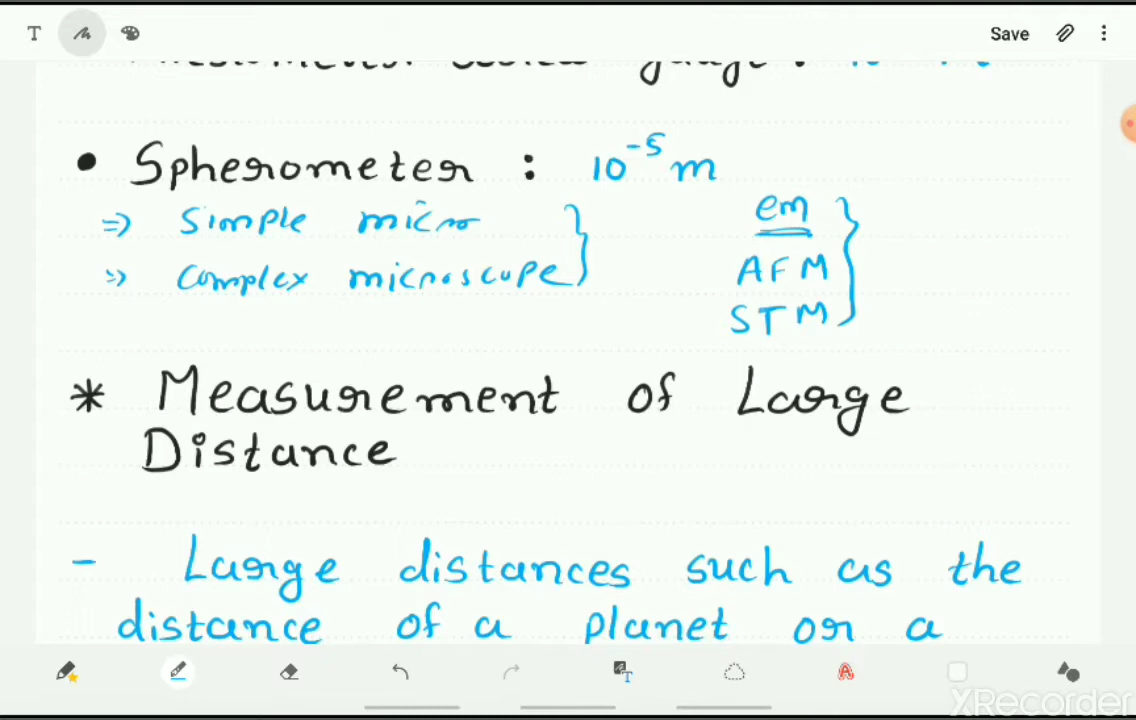 T Save
gauge :
• Spherometer : 10⁻⁵ m
=> Simple micro
em
=> Complex microscope
AFM
STM
* Measurement of Large
Distance
- Large distances such as the
distance of a planet or a
XRecorder